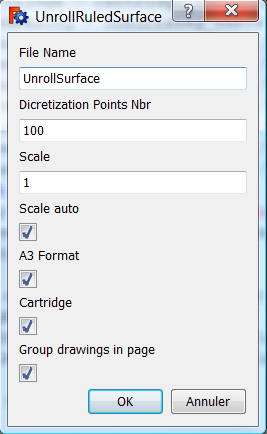 UnrollRuledSurface
File Name
UnrollSurface
Dicretization Points Nbr
100
Scale
1
Scale auto
A3 Format
Cartridge
Group drawings in page
OK Annuler